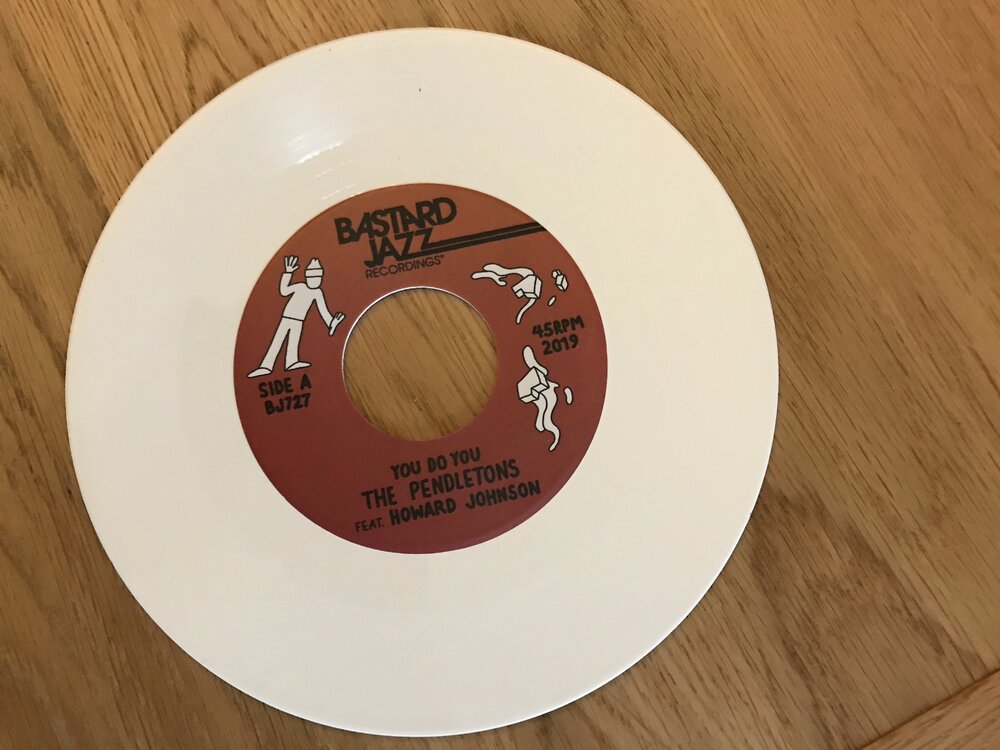 BASTARD
JAZZ
RECORDINGS®
SIDE A
BJ727
45RPM
2019
YOU DO YOU
THE PENDLETONS
FEAT. HOWARD JOHNSON